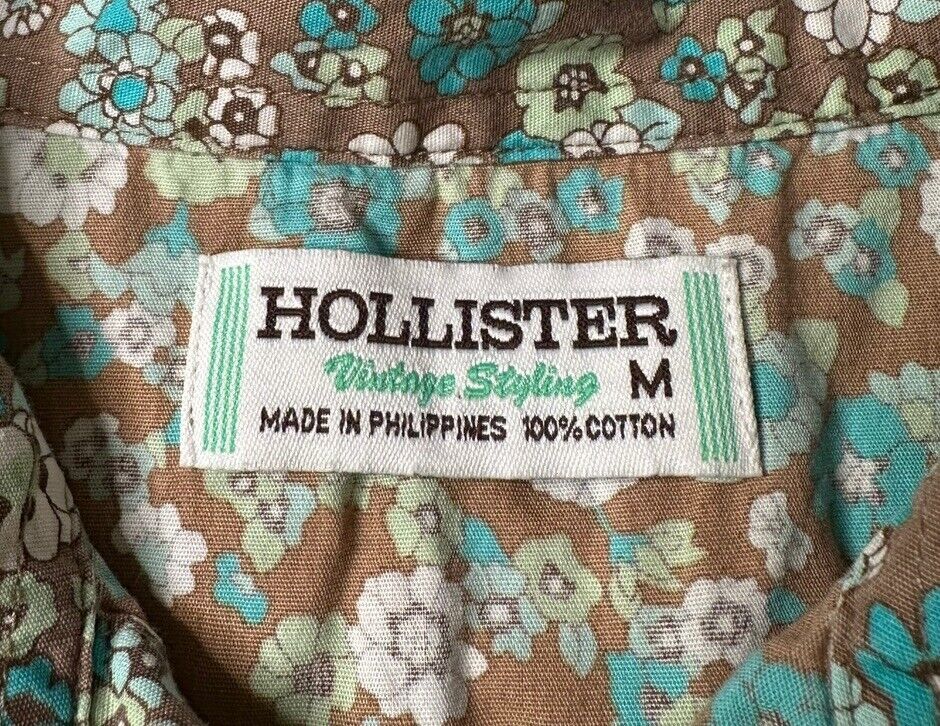 HOLLISTER
Vintage Styling M
MADE IN PHILIPPINES 100% COTTON